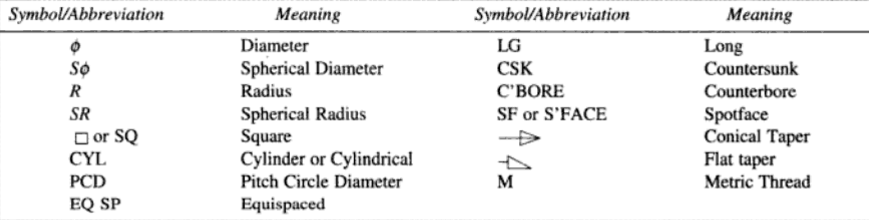 Symbol/Abbreviation Meaning Symbol/Abbreviation Meaning
ϕ Diameter LG Long
Sϕ Spherical Diameter CSK Countersunk
R Radius C'BORE Counterbore
SR Spherical Radius SF or S'FACE Spotface
□ or SQ Square Conical Taper
CYL Cylinder or Cylindrical Flat taper
PCD Pitch Circle Diameter M Metric Thread
EQ SP Equispaced